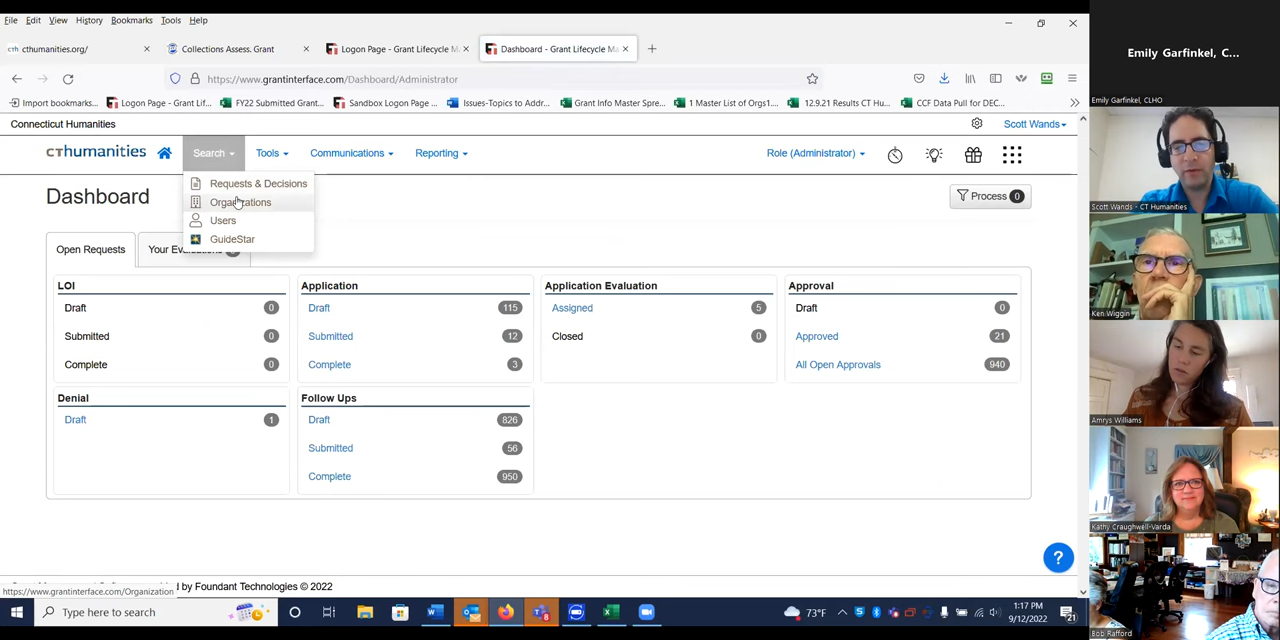 File Edit View History Bookmarks Tools Help
cthumanities.org/
Collections Assess. Grant
Logon Page - Grant Lifecycle Ma
Dashboard - Grant Lifecycle Ma
https://www.grantinterface.com/Dashboard/Administrator
Import bookmarks...
Logon Page - Grant Lif...
FY22 Submitted Grant...
Sandbox Logon Page ...
Issues-Topics to Addr...
Grant Info Master Spre...
1 Master List of Orgs1...
12.9.21 Results CT Hu...
CCF Data Pull for DEC...
Connecticut Humanities
Scott Wands
CThumanities
Search
Tools
Communications
Reporting
Role (Administrator)
Requests & Decisions
Organizations
Users
GuideStar
Dashboard
Process 0
Open Requests
Your Evaluations
LOI
Draft 0
Submitted 0
Complete 0
Application
Draft 115
Submitted 12
Complete 3
Application Evaluation
Assigned 5
Closed 0
Approval
Draft 0
Approved 21
All Open Approvals 940
Denial
Draft 1
Follow Ups
Draft 826
Submitted 56
Complete 950
?
d by Foundant Technologies © 2022
https://www.grantinterface.com/Organization
Type here to search
73°F
1:17 PM
9/12/2022
21
Emily Garfinkel, C...
Emily Garfinkel, CLHO
Scott Wands - CT Humanities
Ken Wiggin
Amrys Williams
Kathy Craughwell-Varda
Bob Rafford